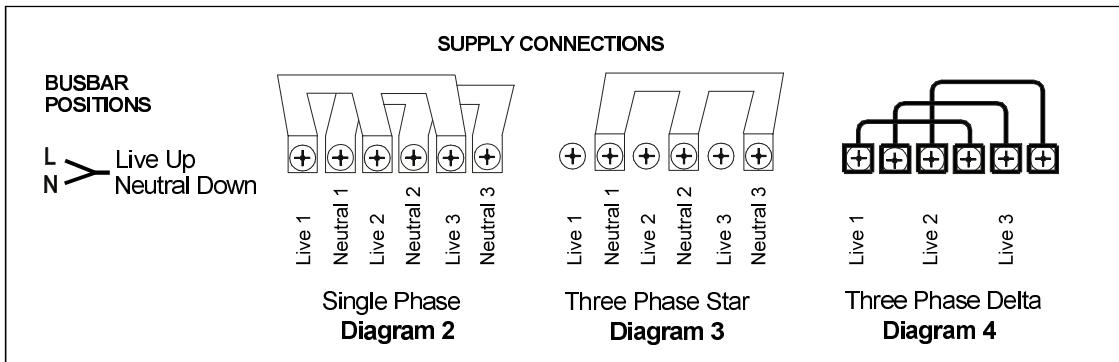 SUPPLY CONNECTIONS
BUSBAR
POSITIONS
L
N
Live Up
Neutral Down
Live 1
Neutral 1
Live 2
Neutral 2
Live 3
Neutral 3
Single Phase
Diagram 2
Live 1
Neutral 1
Live 2
Neutral 2
Live 3
Neutral 3
Three Phase Star
Diagram 3
Live 1
Live 2
Live 3
Three Phase Delta
Diagram 4